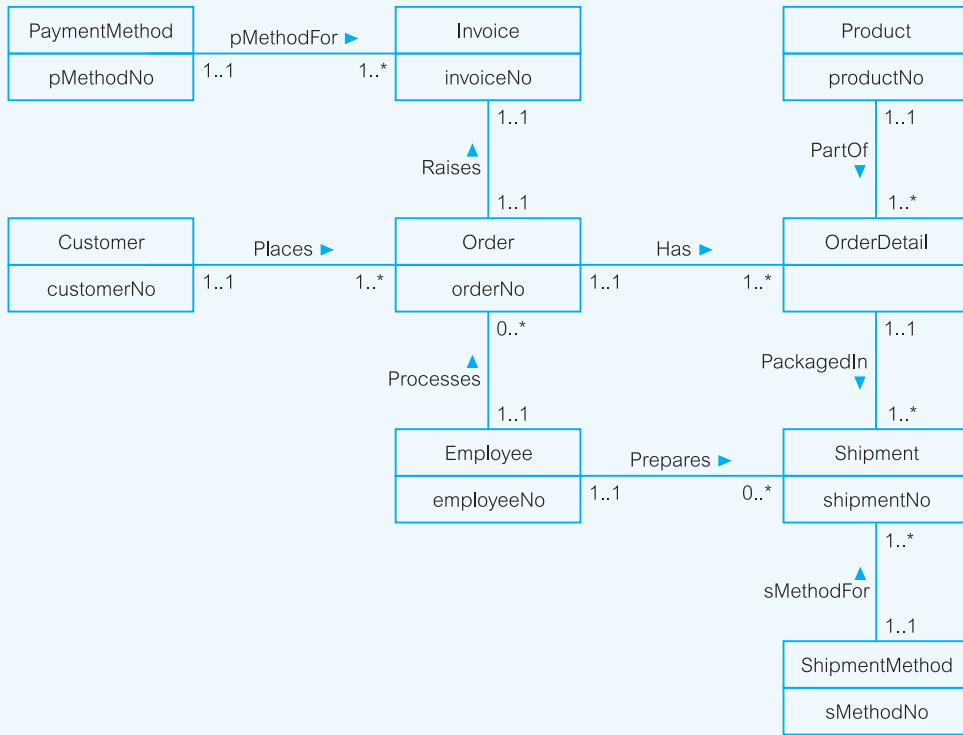 PaymentMethod
pMethodNo
pMethodFor ►
1..1
1..*
Invoice
invoiceNo
Product
productNo
1..1
▲
Raises
1..1
1..1
PartOf
▼
1..*
Customer
customerNo
Places ►
1..1
1..*
Order
orderNo
Has ►
1..1
1..*
OrderDetail
0..*
▲
Processes
1..1
1..1
PackagedIn
▼
1..*
Employee
employeeNo
Prepares ►
1..1
0..*
Shipment
shipmentNo
1..*
▲
sMethodFor
1..1
ShipmentMethod
sMethodNo